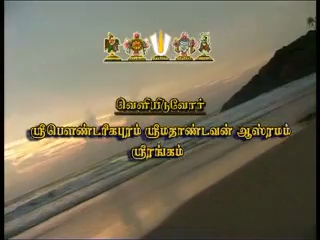 வெளியிடுவோர்
ஸ்ரீபௌண்டரீகபுரம் ஸ்ரீமதாண்டவன் ஆஸ்ரமம்
ஸ்ரீரங்கம்